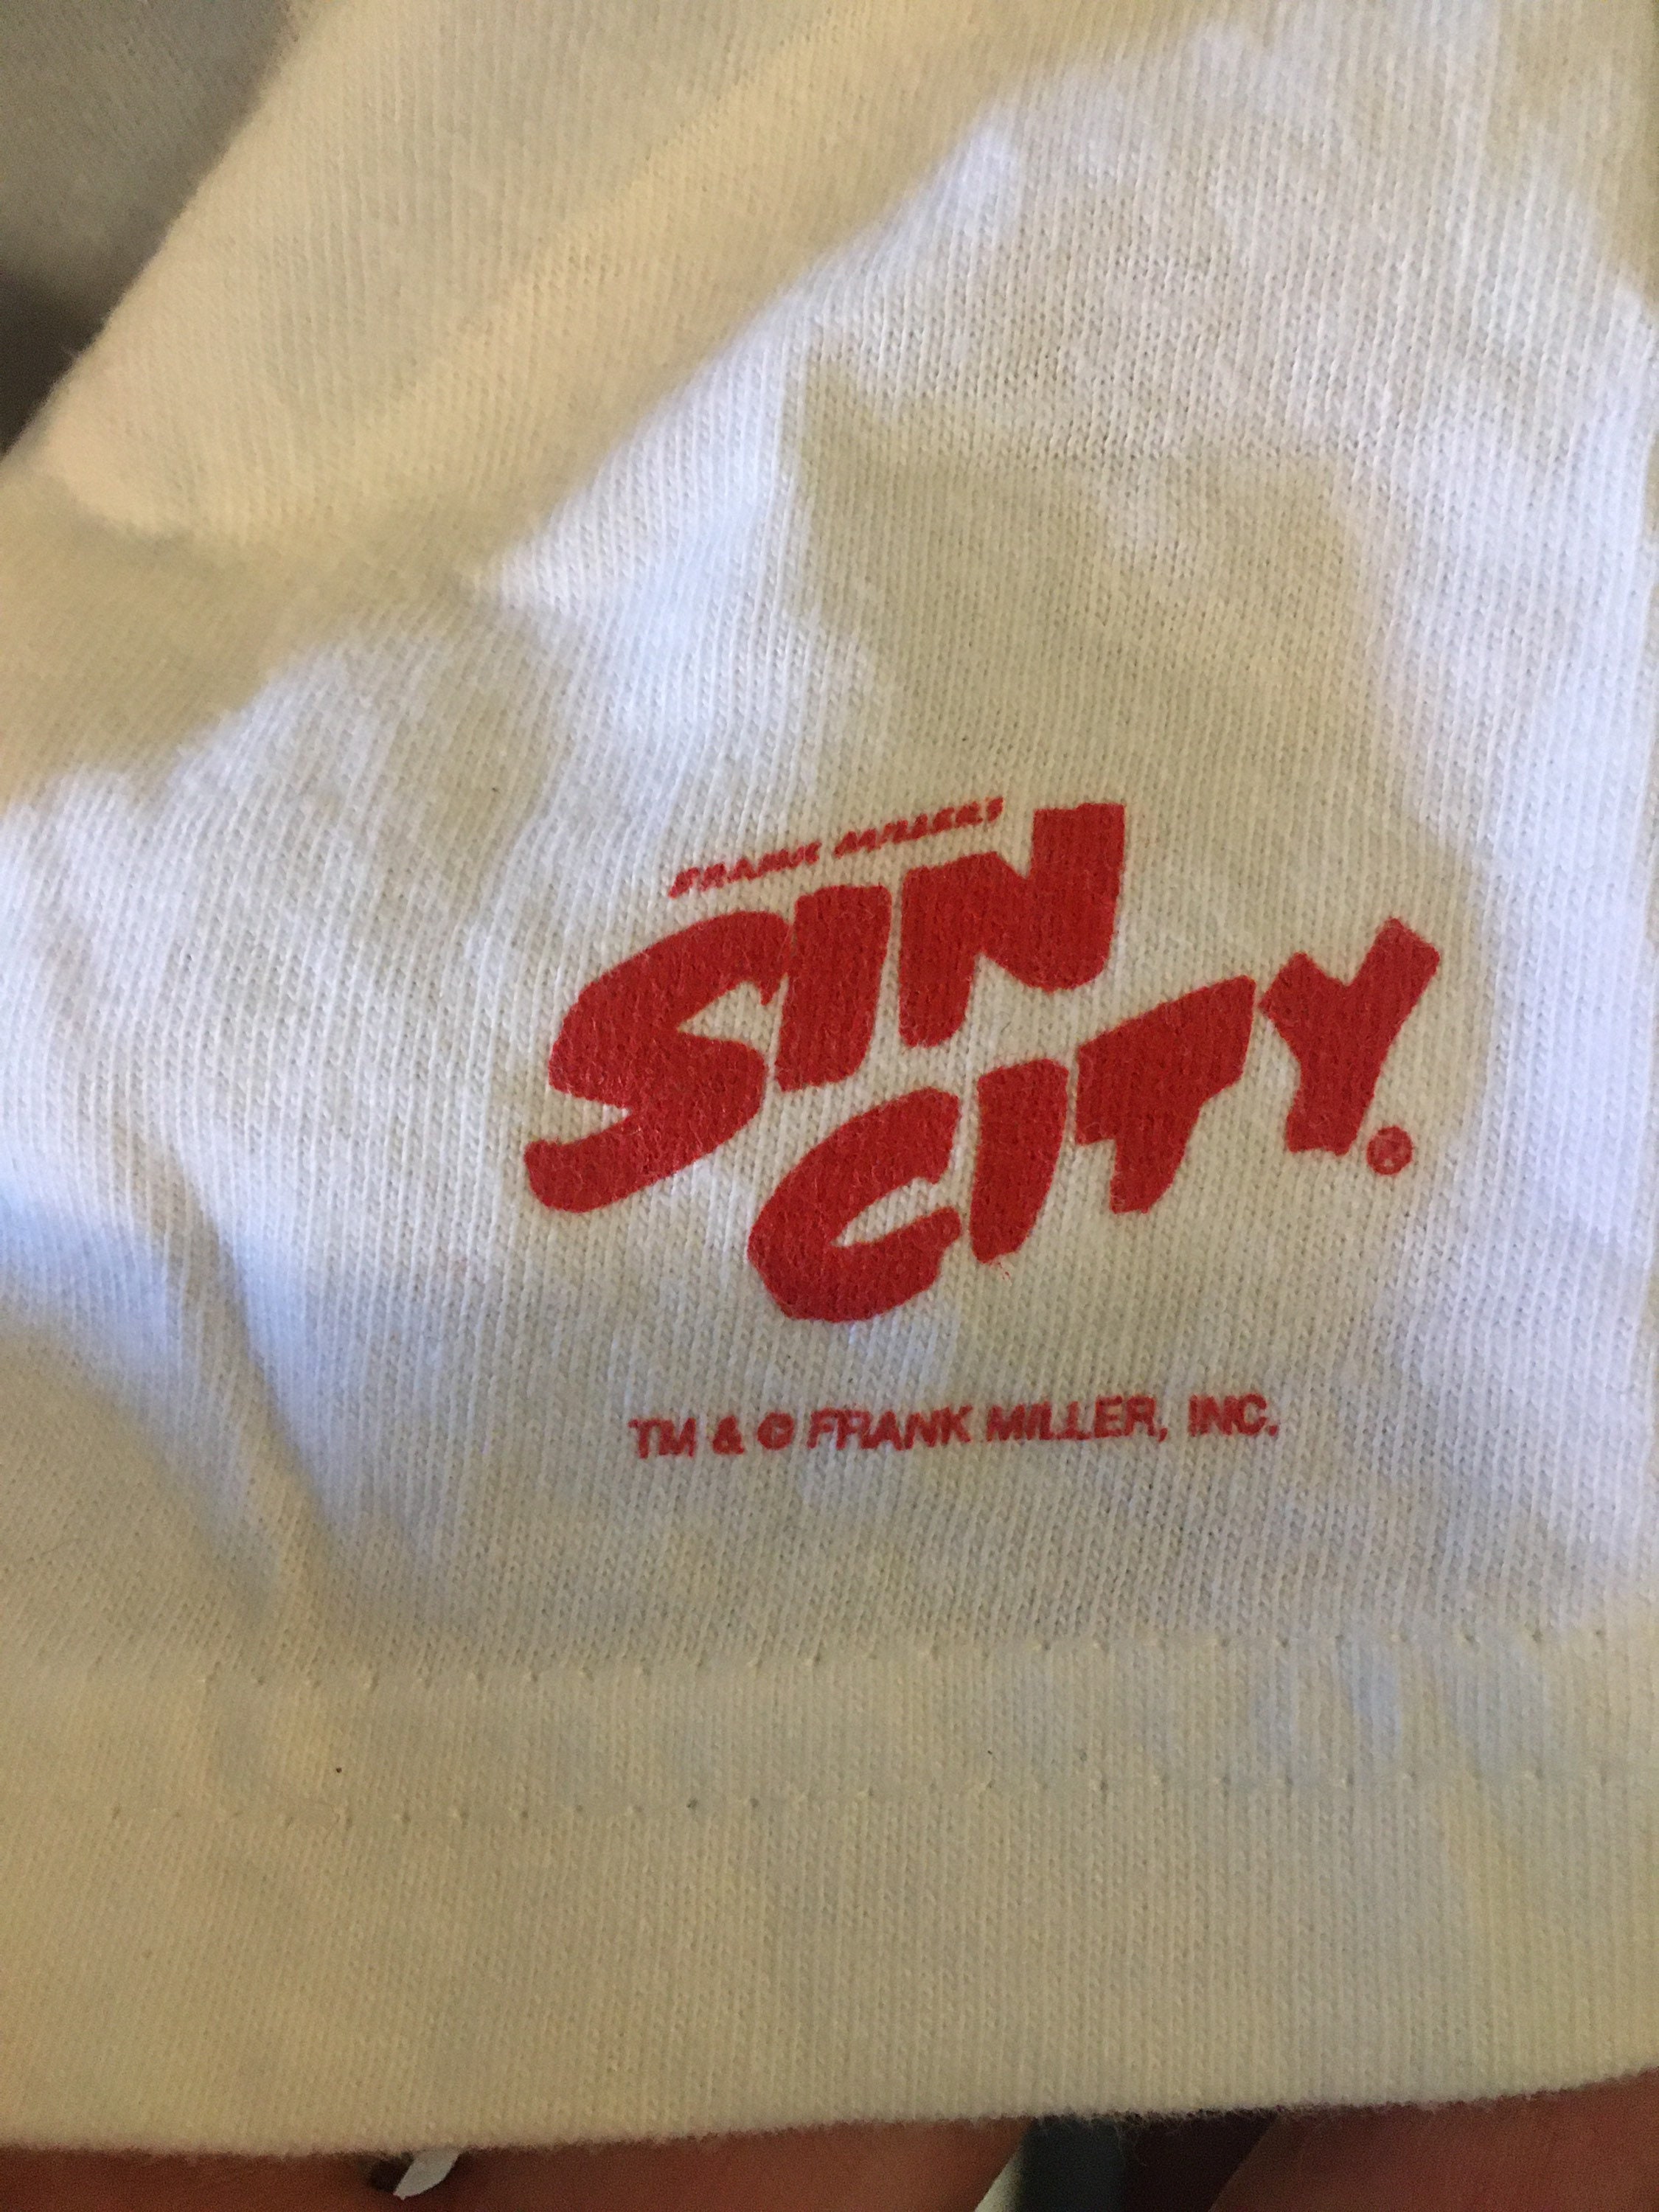 FRANK MILLER'S
SIN
CITY®
TM & © FRANK MILLER, INC.